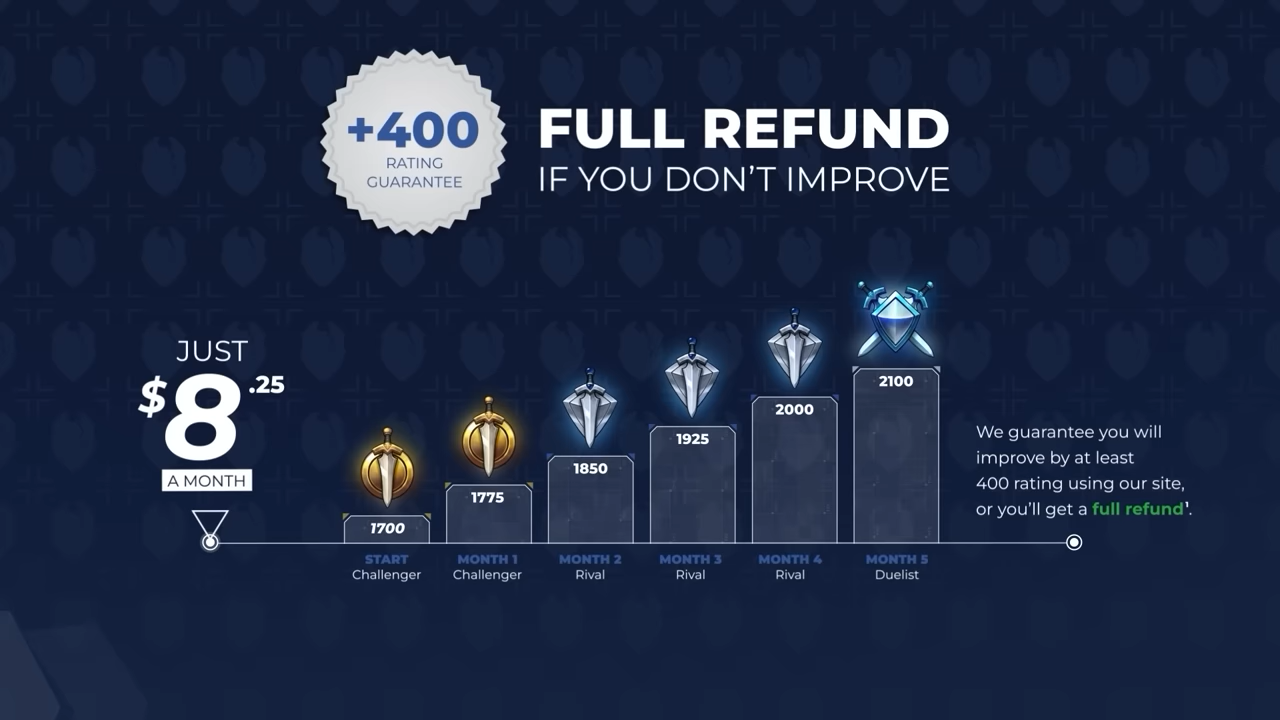 +400
RATING
GUARANTEE
FULL REFUND
IF YOU DON'T IMPROVE
JUST
$8.25
A MONTH
1700
1775
1850
1925
2000
2100
START
Challenger
MONTH 1
Challenger
MONTH 2
Rival
MONTH 3
Rival
MONTH 4
Rival
MONTH 5
Duelist
We guarantee you will
improve by at least
400 rating using our site,
or you'll get a full refund¹.